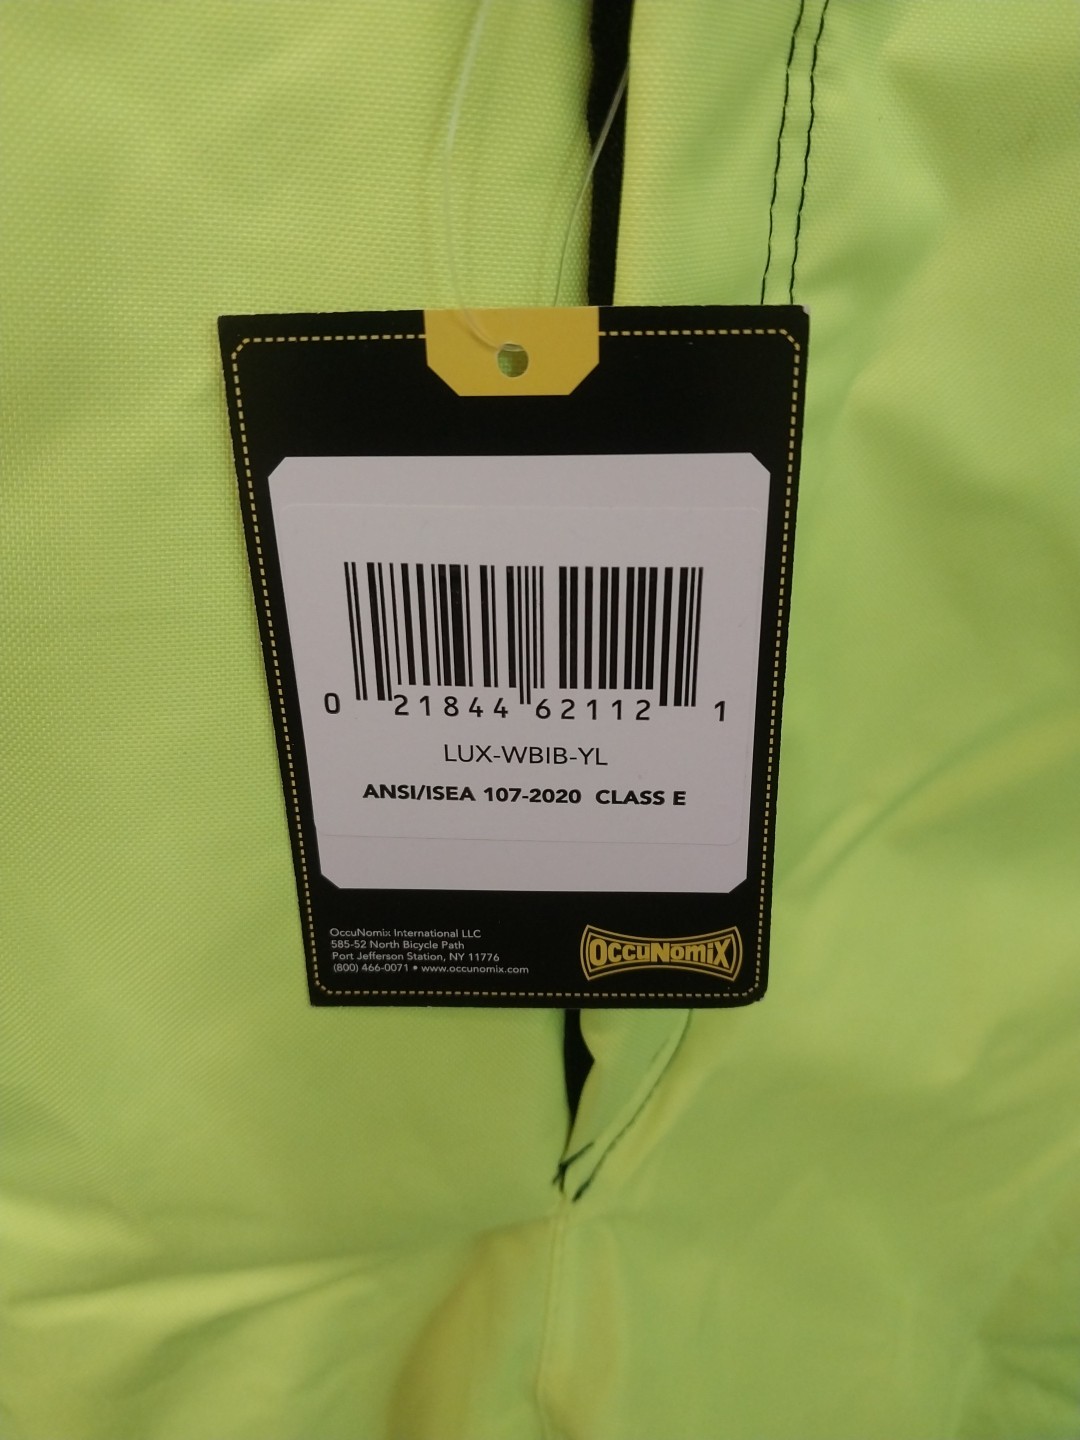 0 21844 62112 1
LUX-WBIB-YL
ANSI/ISEA 107-2020 CLASS E
OccuNomix International LLC
585-52 North Bicycle Path
Port Jefferson Station, NY 11776
(800) 466-0071 • www.occunomix.com
OccuNomiX